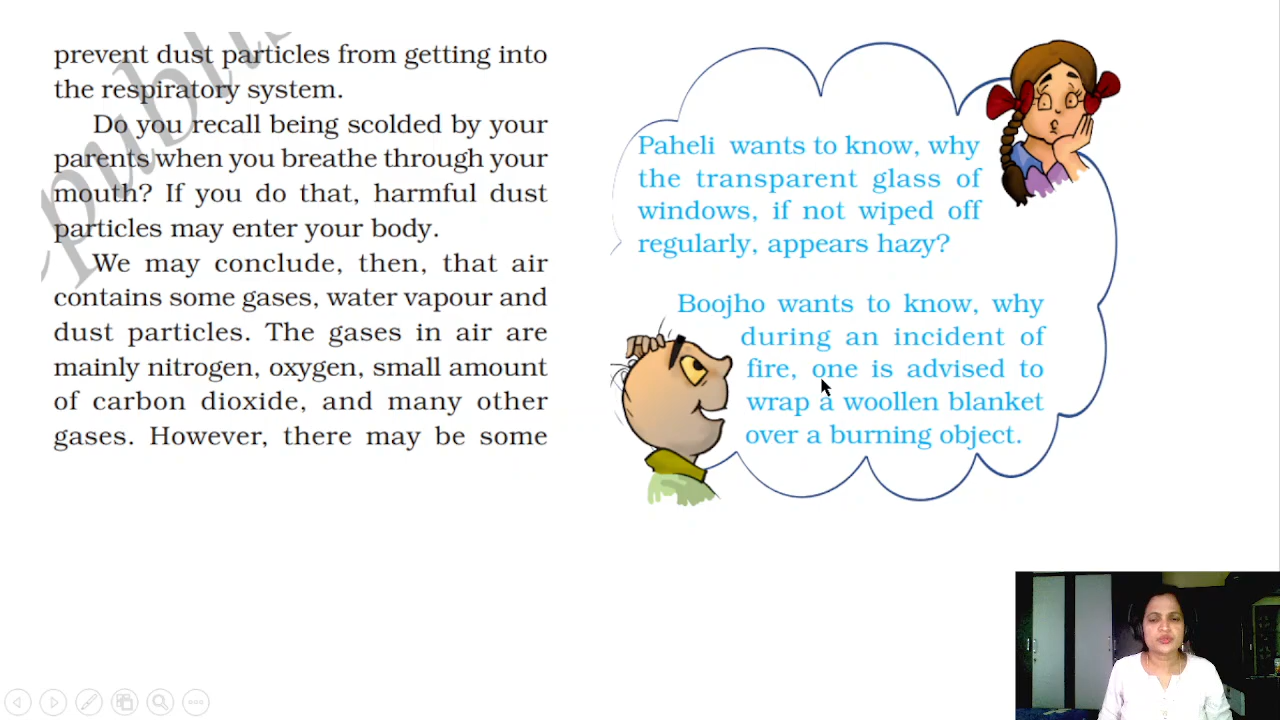 prevent dust particles from getting into
the respiratory system.
Do you recall being scolded by your
parents when you breathe through your
mouth? If you do that, harmful dust
particles may enter your body.
We may conclude, then, that air
contains some gases, water vapour and
dust particles. The gases in air are
mainly nitrogen, oxygen, small amount
of carbon dioxide, and many other
gases. However, there may be some
Paheli wants to know, why
the transparent glass of
windows, if not wiped off
regularly, appears hazy?
Boojho wants to know, why
during an incident of
fire, one is advised to
wrap a woollen blanket
over a burning object.